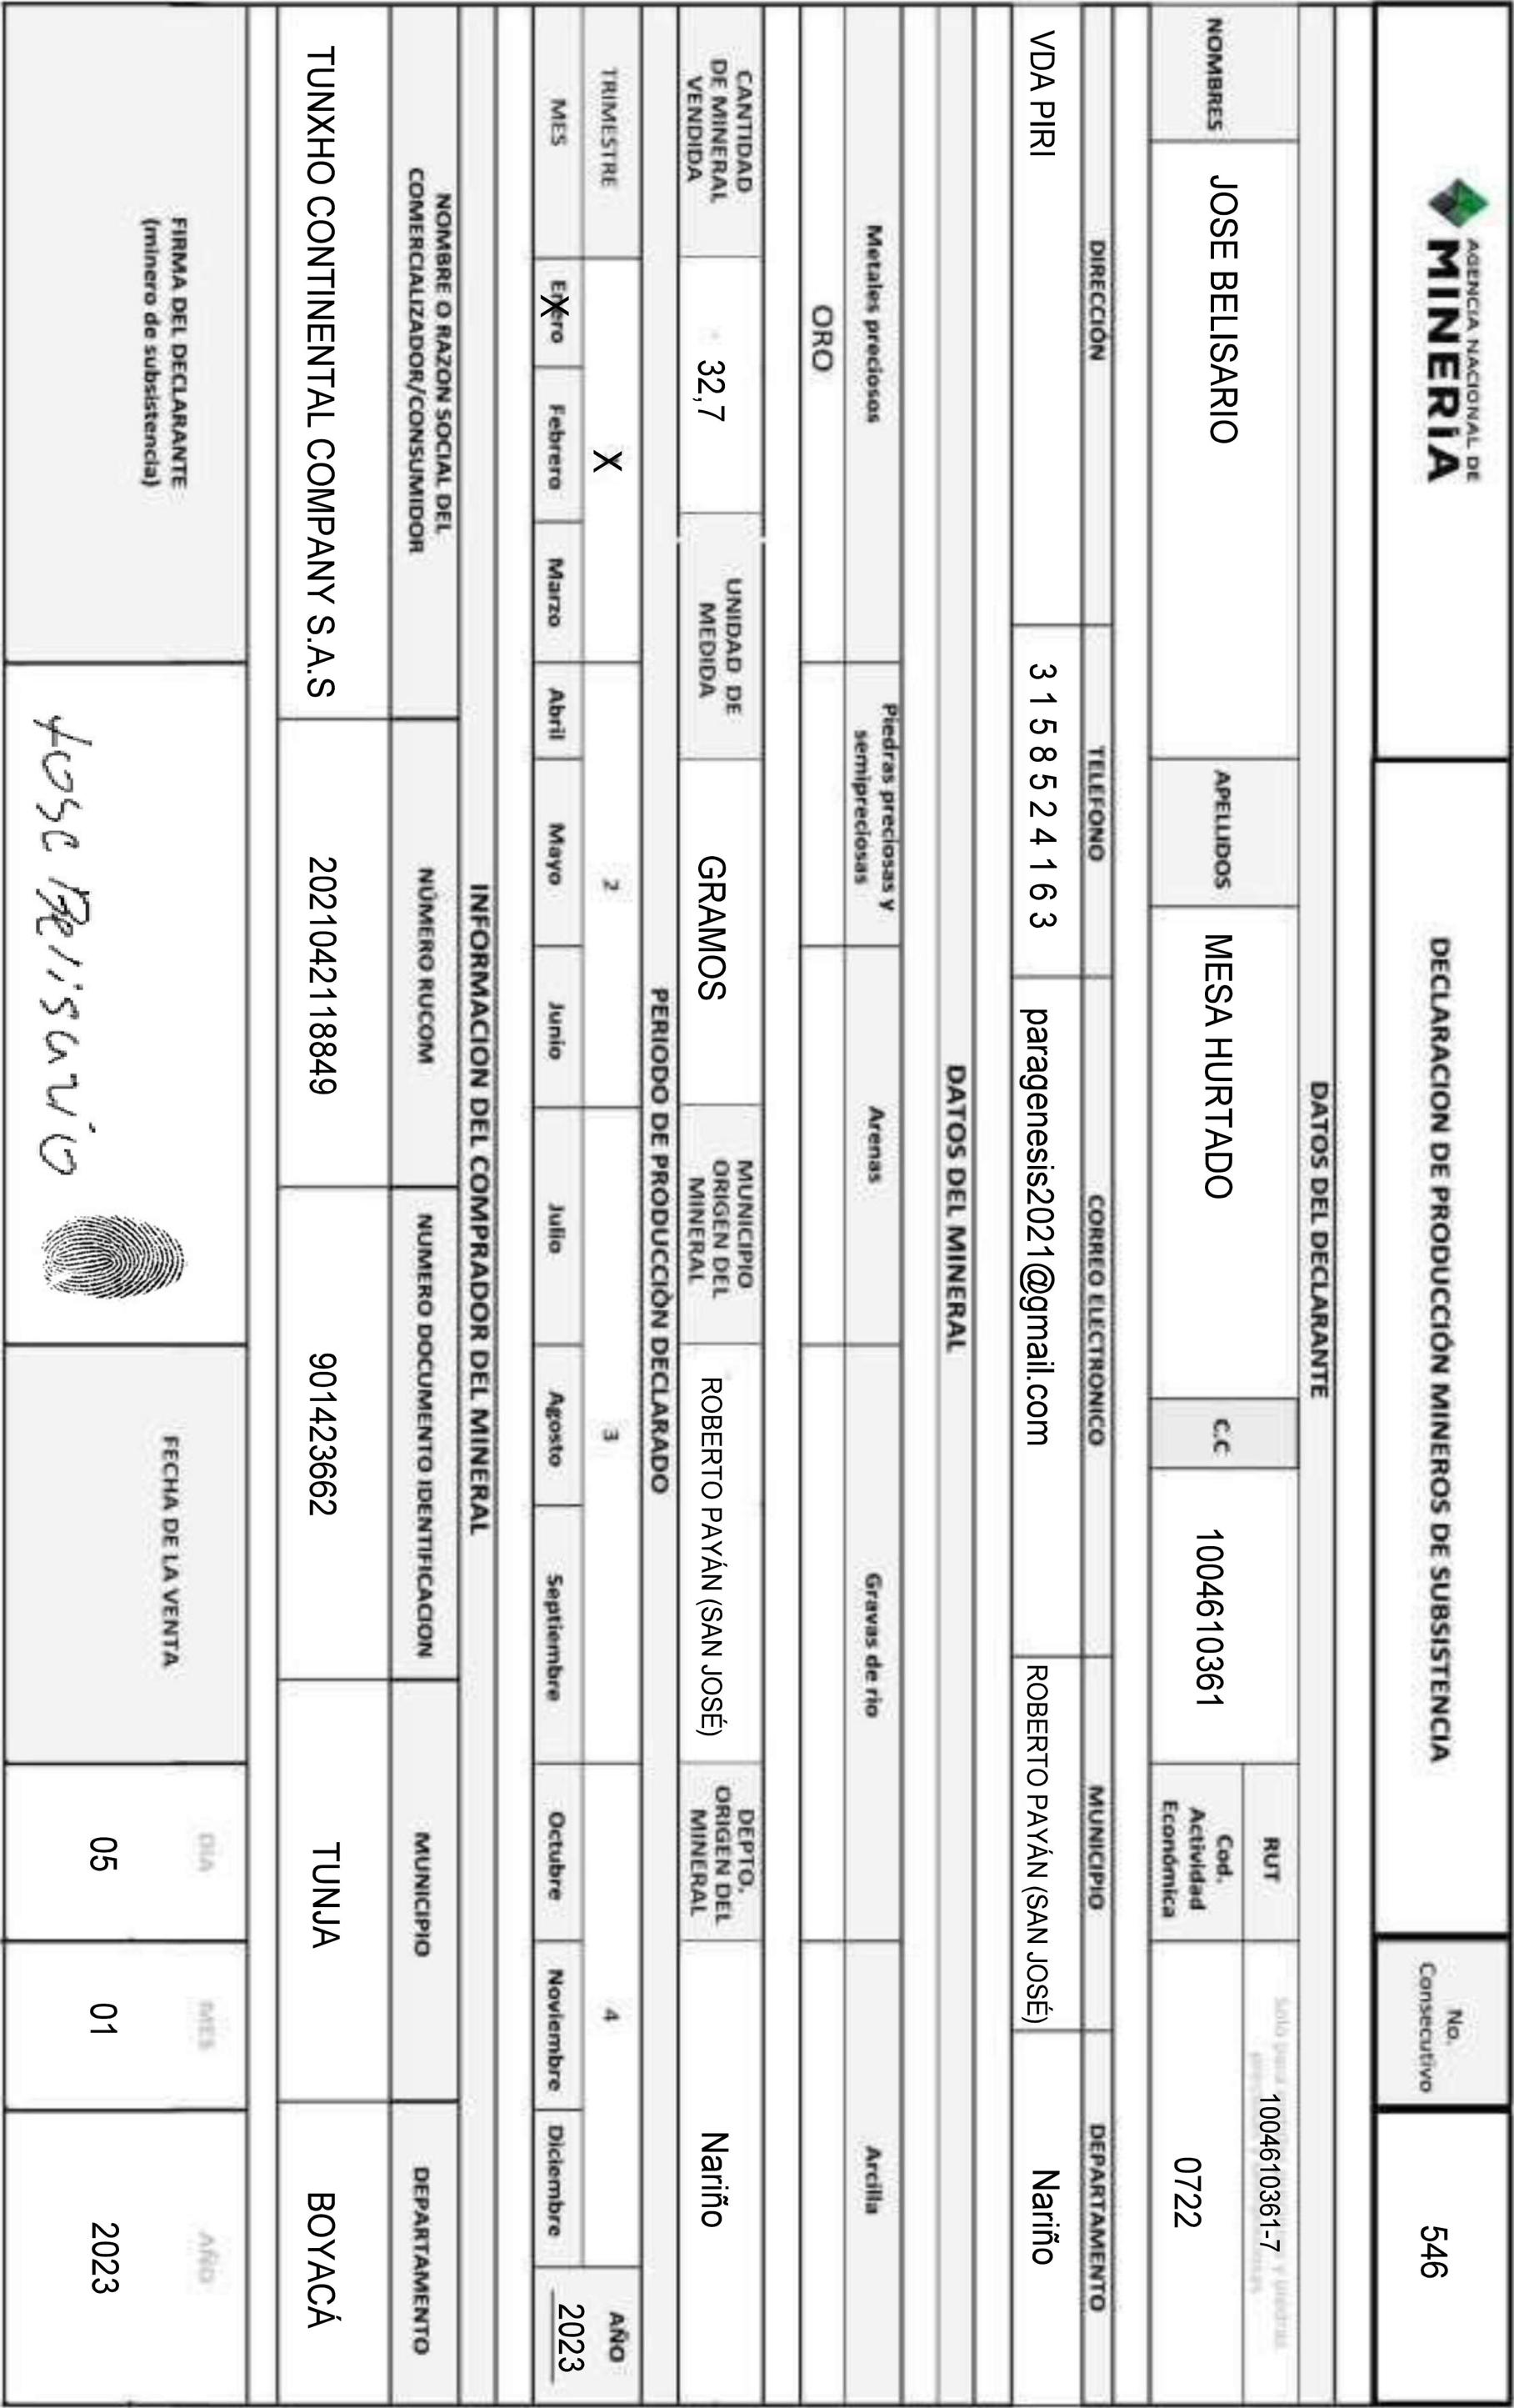 AGENCIA NACIONAL DE
MINERÍA
DECLARACION DE PRODUCCIÓN MINEROS DE SUBSISTENCIA
No.
Consecutivo
546
DATOS DEL DECLARANTE
NOMBRES
JOSE BELISARIO
APELLIDOS
MESA HURTADO
C.C
1004610361
RUT
1004610361-7
Cod.
Actividad
Económica
0722
DIRECCIÓN
TELEFONO
CORREO ELECTRONICO
MUNICIPIO
DEPARTAMENTO
VDA PIRI
3 1 5 8 5 2 4 1 6 3
paragenesis2021@gmail.com
ROBERTO PAYÁN (SAN JOSÉ)
Nariño
DATOS DEL MINERAL
Metales preciosos
Piedras preciosas y
semipreciosas
Arenas
Gravas de rio
Arcilla
ORO
CANTIDAD
DE MINERAL
VENDIDA
32,7
UNIDAD DE
MEDIDA
GRAMOS
MUNICIPIO
ORIGEN DEL
MINERAL
ROBERTO PAYÁN (SAN JOSÉ)
DEPTO.
ORIGEN DEL
MINERAL
Nariño
PERIODO DE PRODUCCIÓN DECLARADO
TRIMESTRE
X
2
3
4
AÑO
MES
Enero
X
Febrero
Marzo
Abril
Mayo
Junio
Julio
Agosto
Septiembre
Octubre
Noviembre
Diciembre
2023
INFORMACION DEL COMPRADOR DEL MINERAL
NOMBRE O RAZON SOCIAL DEL
COMERCIALIZADOR/CONSUMIDOR
NÚMERO RUCOM
NUMERO DOCUMENTO IDENTIFICACION
MUNICIPIO
DEPARTAMENTO
TUNXHO CONTINENTAL COMPANY S.A.S
2021042118849
901423662
TUNJA
BOYACÁ
FIRMA DEL DECLARANTE
(minero de subsistencia)
Jose Belisario
FECHA DE LA VENTA
DIA
MES
AÑO
05
01
2023